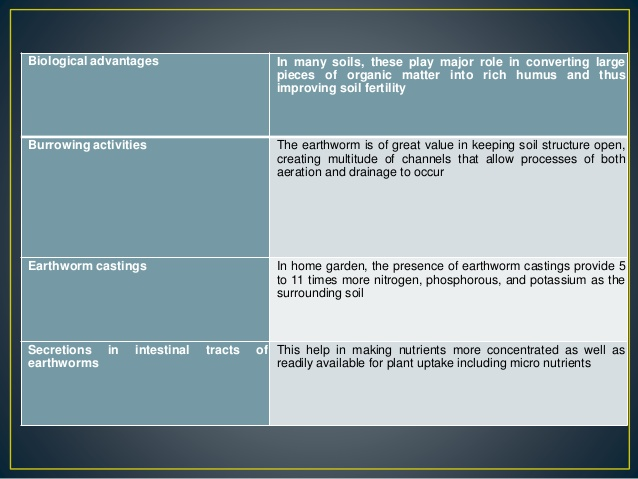 Biological advantages
In many soils, these play major role in converting large
pieces of organic matter into rich humus and thus
improving soil fertility
Burrowing activities
The earthworm is of great value in keeping soil structure open,
creating multitude of channels that allow processes of both
aeration and drainage to occur
Earthworm castings
In home garden, the presence of earthworm castings provide 5
to 11 times more nitrogen, phosphorous, and potassium as the
surrounding soil
Secretions in intestinal tracts of
earthworms
This help in making nutrients more concentrated as well as
readily available for plant uptake including micro nutrients